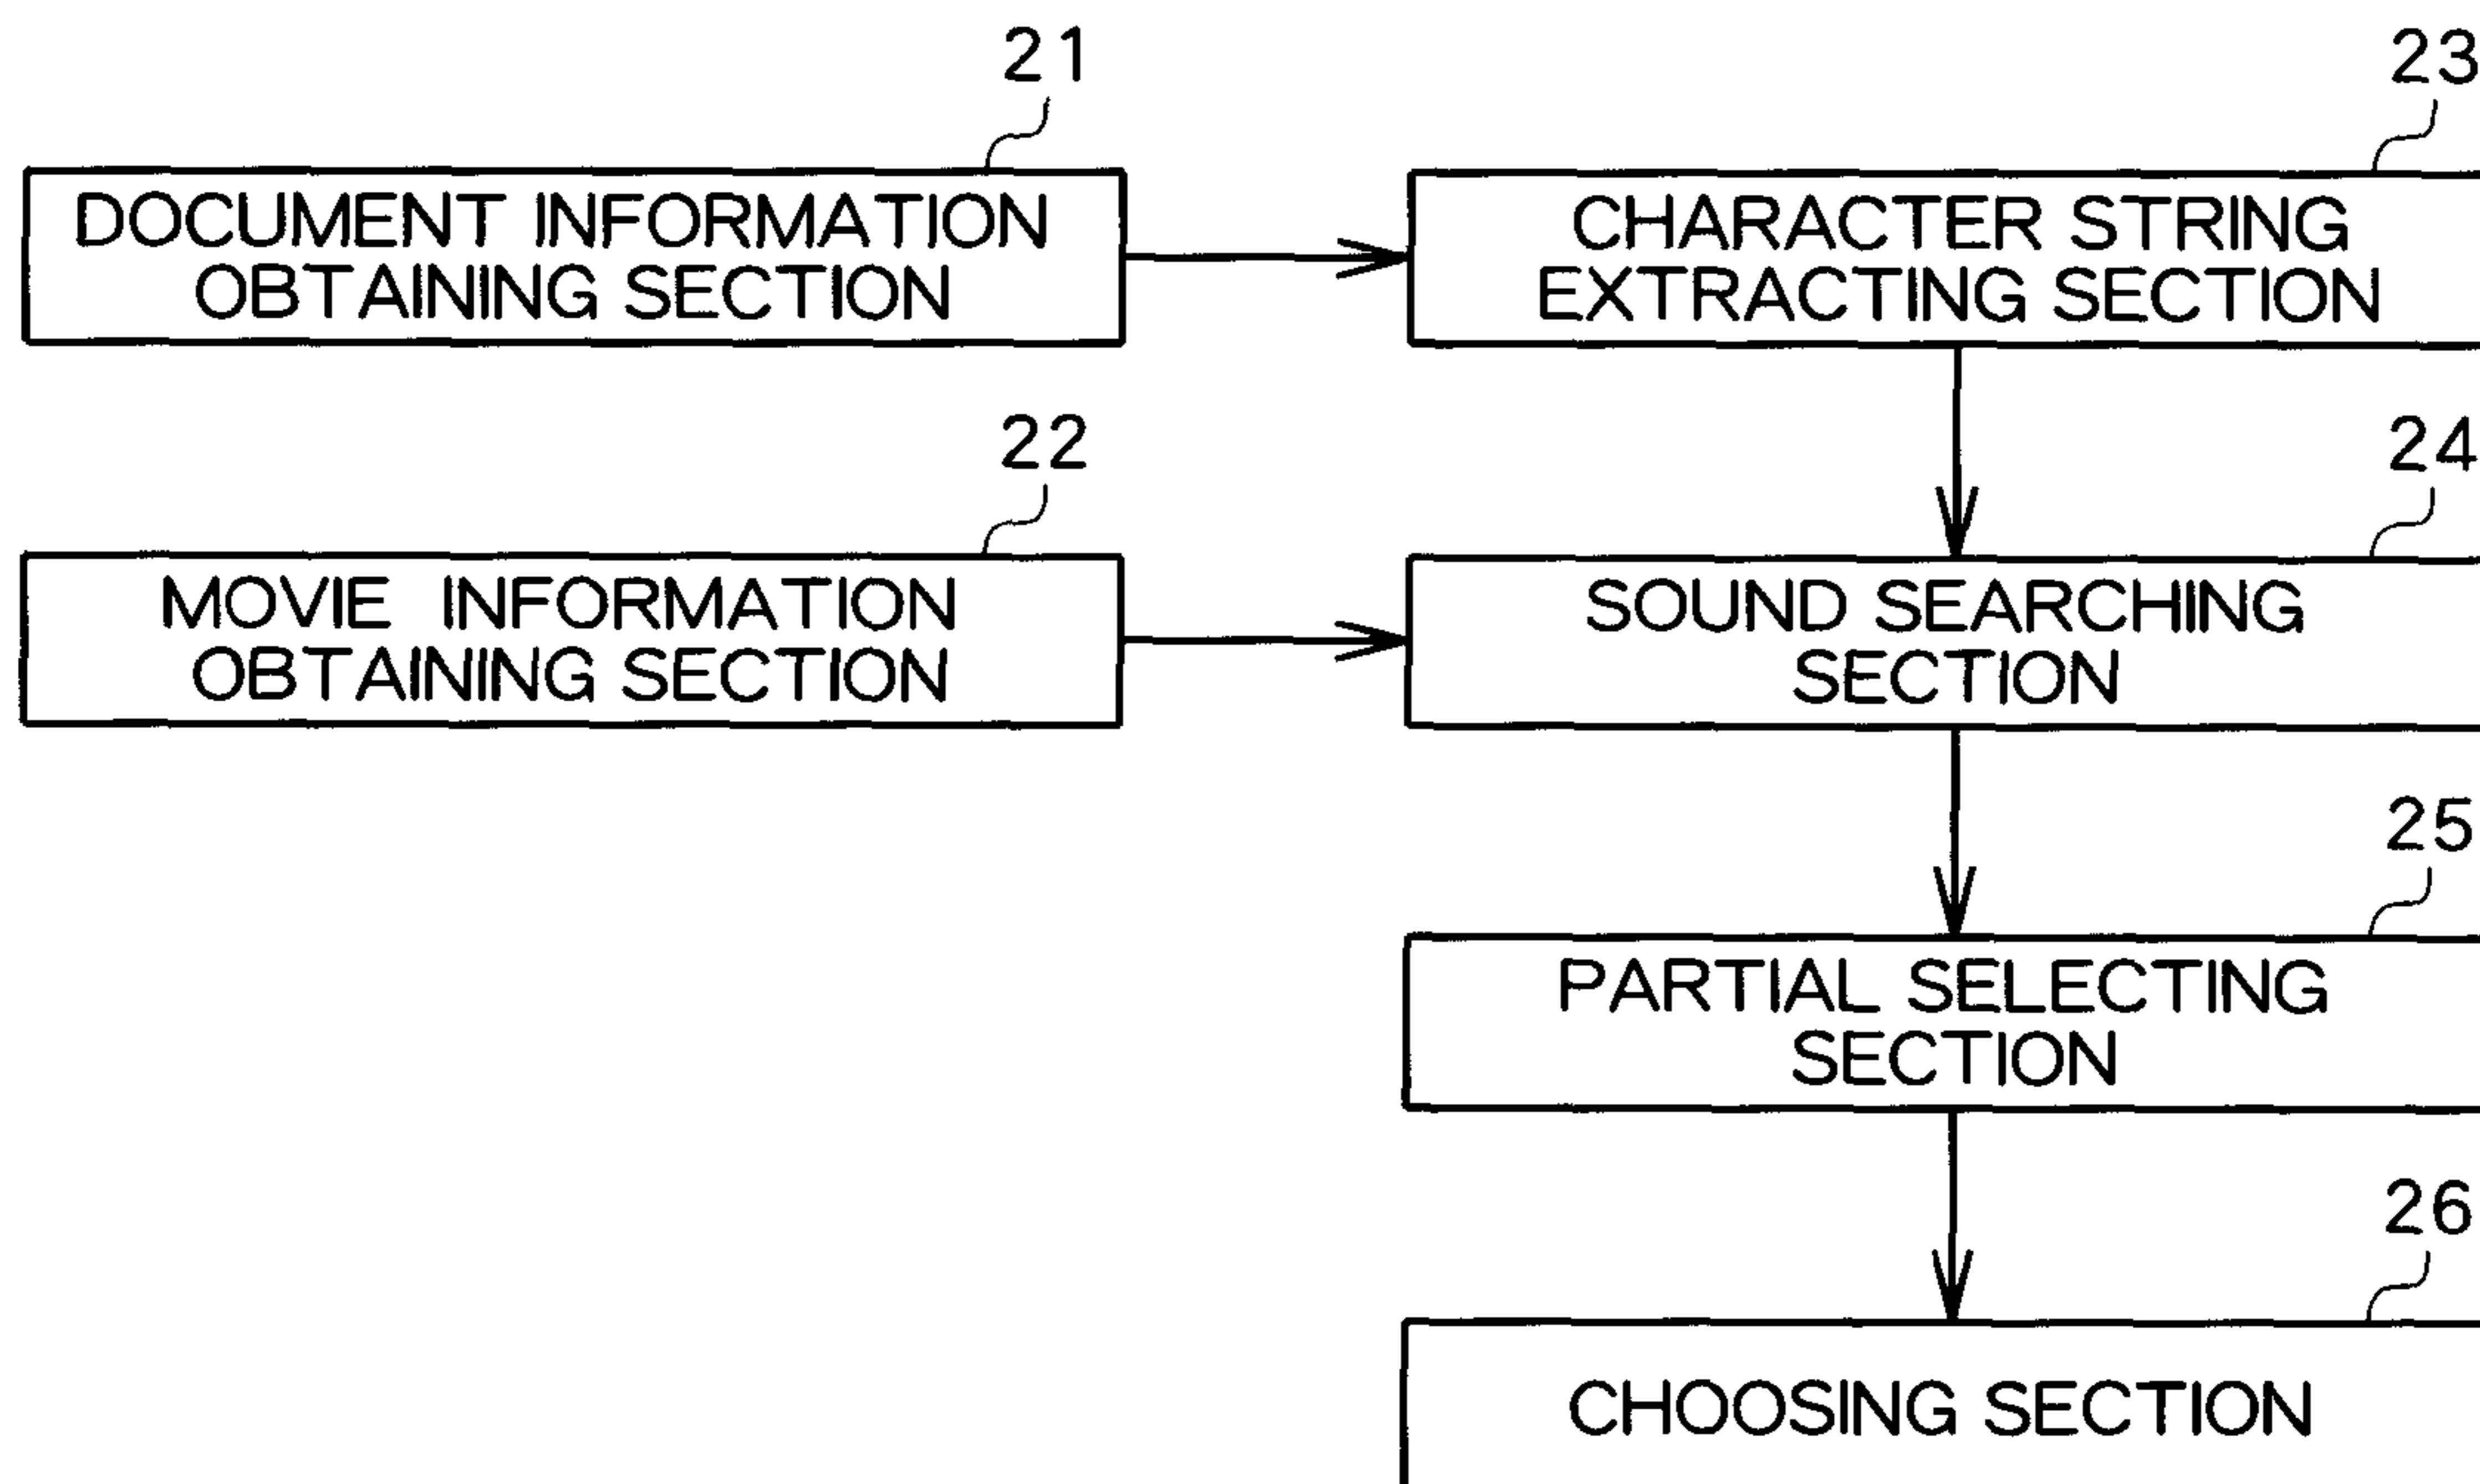 21
DOCUMENT INFORMATION
OBTAINING SECTION
23
CHARACTER STRING
EXTRACTING SECTION
22
MOVIE INFORMATION
OBTAINING SECTION
24
SOUND SEARCHING
SECTION
25
PARTIAL SELECTING
SECTION
26
CHOOSING SECTION